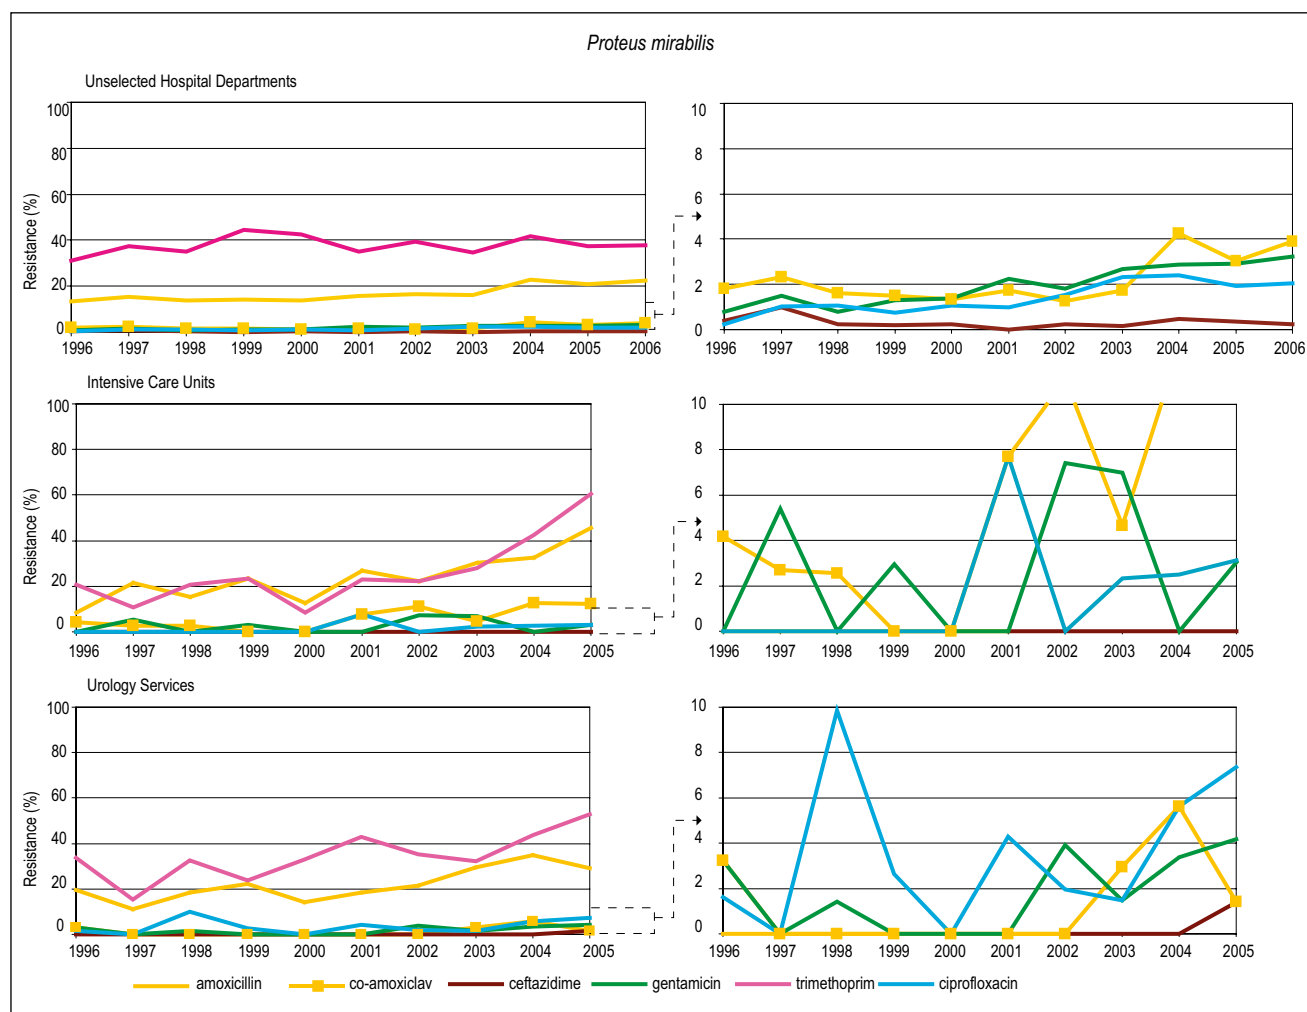 Proteus mirabilis
Unselected Hospital Departments
Resistance (%)
100
80
60
40
20
0
1996 1997 1998 1999 2000 2001 2002 2003 2004 2005 2006
10
8
6
4
2
0
1996 1997 1998 1999 2000 2001 2002 2003 2004 2005 2006
Intensive Care Units
Resistance (%)
100
80
60
40
20
0
1996 1997 1998 1999 2000 2001 2002 2003 2004 2005
10
8
6
4
2
0
1996 1997 1998 1999 2000 2001 2002 2003 2004 2005
Urology Services
Resistance (%)
100
80
60
40
20
0
1996 1997 1998 1999 2000 2001 2002 2003 2004 2005
10
8
6
4
2
0
1996 1997 1998 1999 2000 2001 2002 2003 2004 2005
amoxicillin co-amoxiclav ceftazidime gentamicin trimethoprim ciprofloxacin